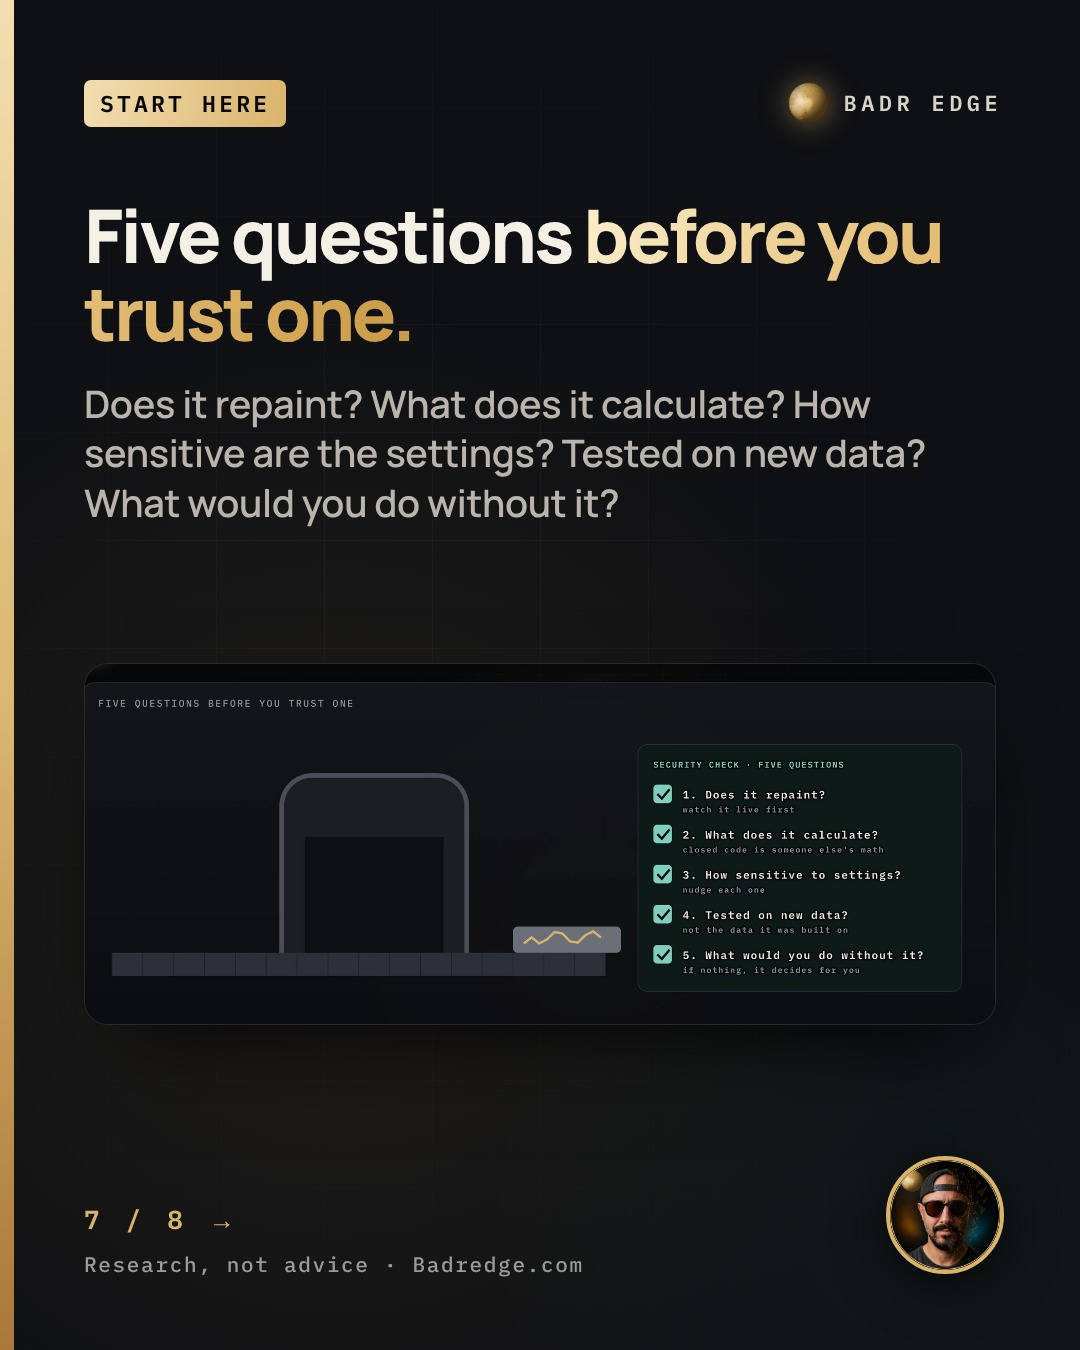 START HERE
BADR EDGE
Five questions before you
trust one.
Does it repaint? What does it calculate? How
sensitive are the settings? Tested on new data?
What would you do without it?
FIVE QUESTIONS BEFORE YOU TRUST ONE
SECURITY CHECK · FIVE QUESTIONS
1. Does it repaint?
watch it live first
2. What does it calculate?
closed code is someone else's math
3. How sensitive to settings?
nudge each one
4. Tested on new data?
not the data it was built on
5. What would you do without it?
if nothing, it decides for you
7 / 8 →
Research, not advice · Badredge.com